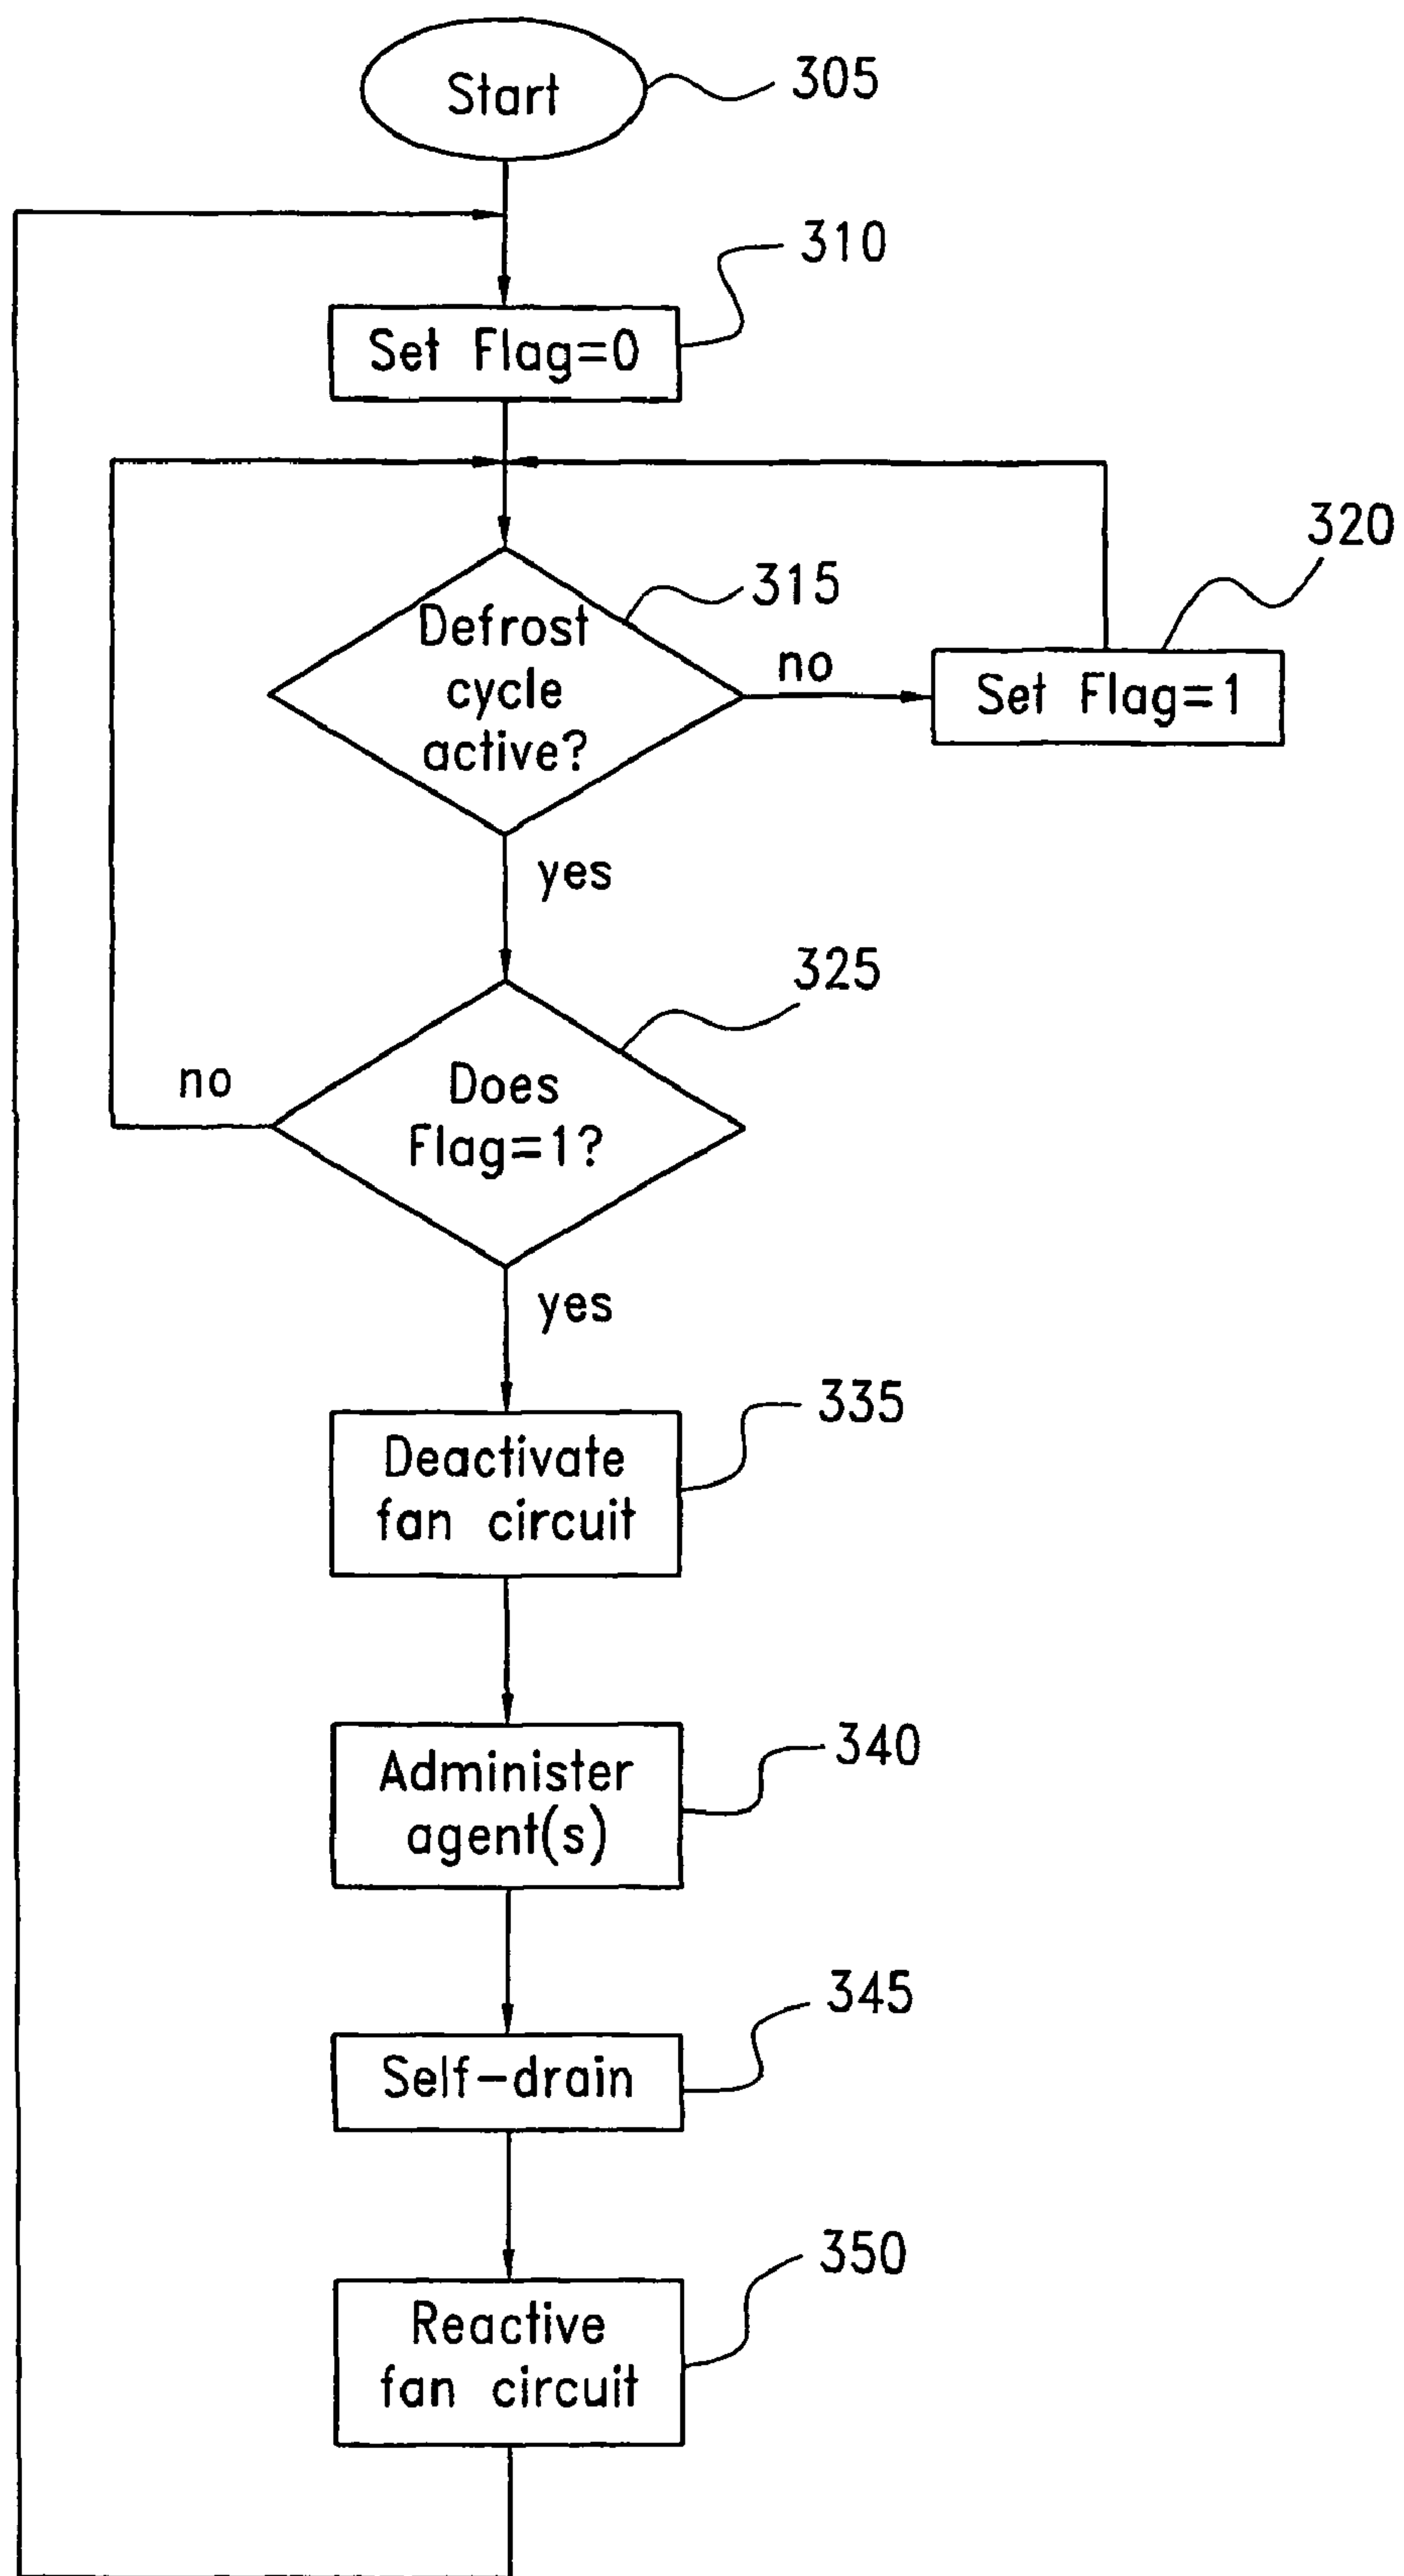 Start
305
310
Set Flag=0
320
315
Defrost
cycle
active?
no
Set Flag=1
yes
325
no
Does
Flag=1?
yes
335
Deactivate
fan circuit
340
Administer
agent(s)
345
Self-drain
350
Reactive
fan circuit